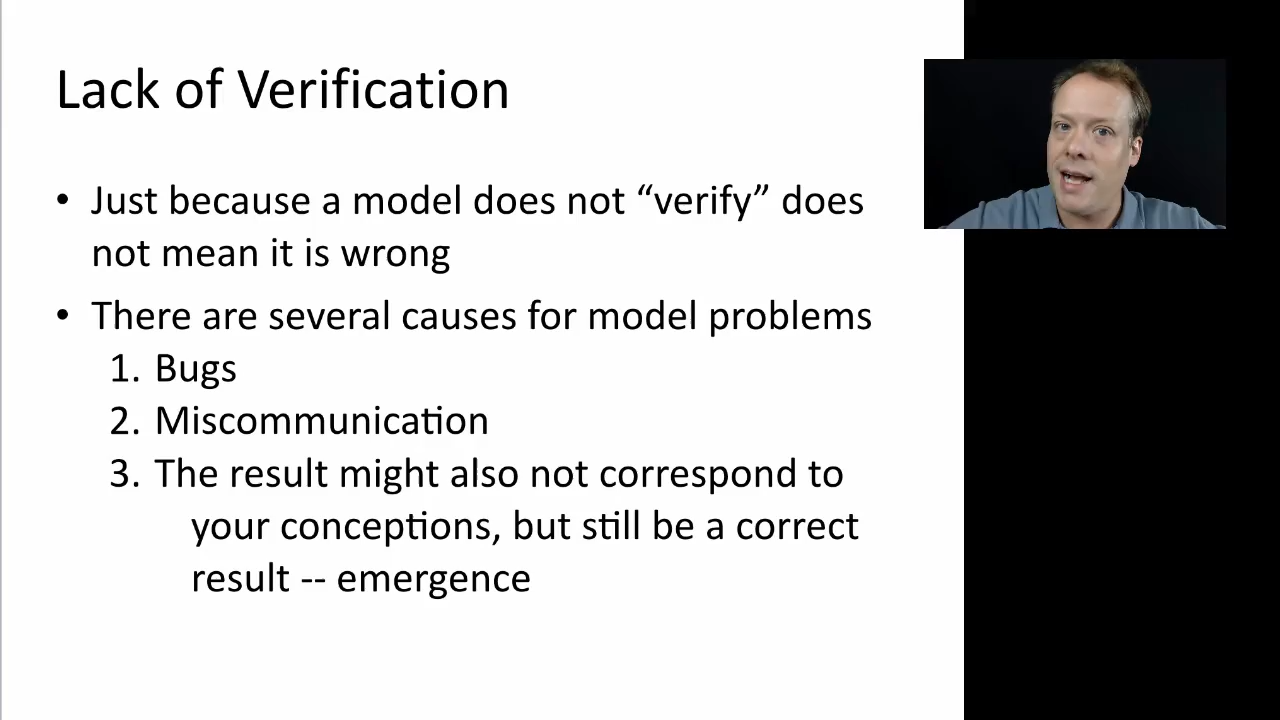 Lack of Verification
• Just because a model does not “verify” does
not mean it is wrong
• There are several causes for model problems
1. Bugs
2. Miscommunication
3. The result might also not correspond to
your conceptions, but still be a correct
result -- emergence